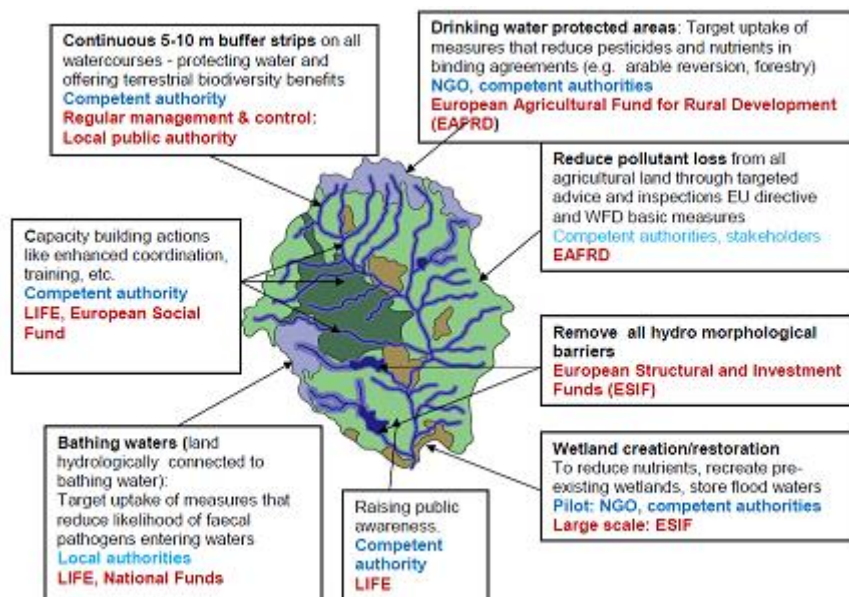 Continuous 5-10 m buffer strips on all
watercourses - protecting water and
offering terrestrial biodiversity benefits
Competent authority
Regular management & control:
Local public authority
Drinking water protected areas: Target uptake of
measures that reduce pesticides and nutrients in
binding agreements (e.g. arable reversion, forestry)
NGO, competent authorities
European Agricultural Fund for Rural Development
(EAFRD)
Reduce pollutant loss from all
agricultural land through targeted
advice and inspections EU directive
and WFD basic measures
Competent authorities, stakeholders
EAFRD
Capacity building actions
like enhanced coordination,
training, etc.
Competent authority
LIFE, European Social
Fund
Remove all hydro morphological
barriers
European Structural and Investment
Funds (ESIF)
Bathing waters (land
hydrologically connected to
bathing water):
Target uptake of measures that
reduce likelihood of faecal
pathogens entering waters
Local authorities
LIFE, National Funds
Raising public
awareness.
Competent
authority
LIFE
Wetland creation/restoration
To reduce nutrients, recreate pre-
existing wetlands, store flood waters
Pilot: NGO, competent authorities
Large scale: ESIF